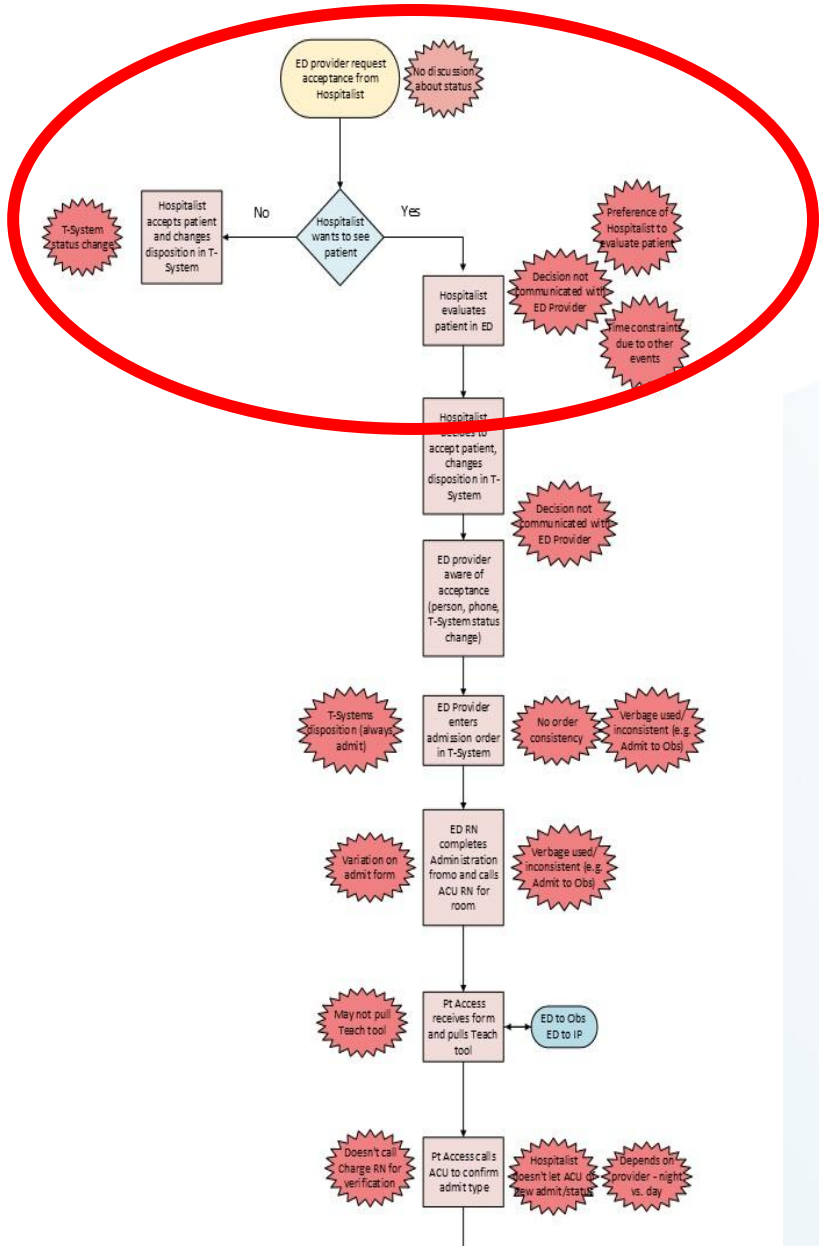 ED provider request
acceptance from
Hospitalist
No discussion
about status
Hospitalist
accepts patient
and changes
disposition in T-
System
T-System
status change
No
Hospitalist
wants to see
patient
Yes
Hospitalist
evaluates
patient in ED
Decision not
communicated with
ED Provider
Preference of
Hospitalist to
evaluate patient
Time constraints
due to other
events
Hospitalist
decides to
accept patient,
changes
disposition in T-
System
Decision not
communicated with
ED Provider
ED provider
aware of
acceptance
(person, phone,
T-System status
change)
T-Systems
disposition (always
admit)
ED Provider
enters
admission order
in T-System
No order
consistency
Verbage used/
inconsistent (e.g.
Admit to Obs)
Variation on
admit form
ED RN
completes
Administration
fromo and calls
ACU RN for
room
Verbage used/
inconsistent (e.g.
Admit to Obs)
May not pull
Teach tool
Pt Access
receives form
and pulls Teach
tool
ED to Obs
ED to IP
Doesn't call
Charge RN for
verification
Pt Access calls
ACU to confirm
admit type
Hospitalist
doesn't let ACU of
new admit/status
Depends on
provider - night
vs. day